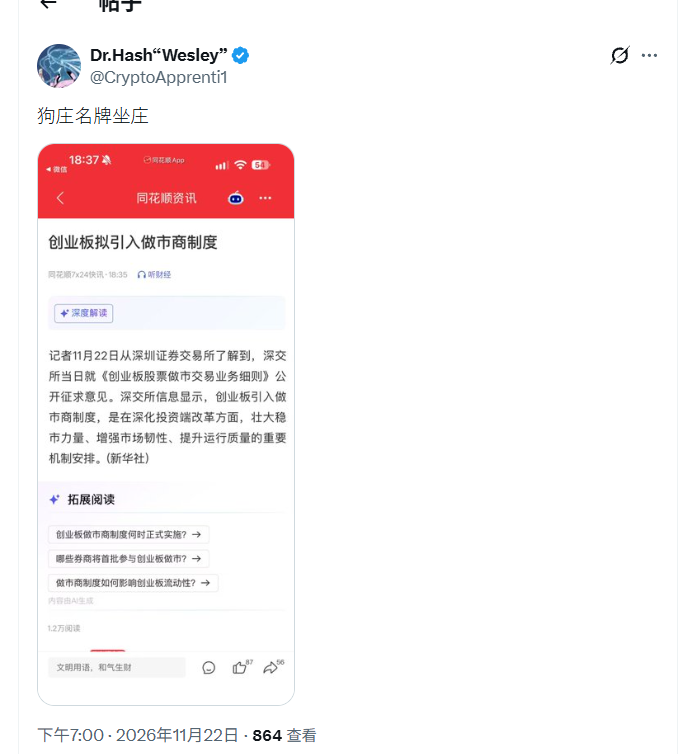 帖子
Dr.Hash“Wesley”
@CryptoApprenti1
狗庄名牌坐庄
18:37
同花顺App
54
微信
同花顺资讯
创业板拟引入做市商制度
同花顺7x24快讯·18:35 听财经
深度解读
记者11月22日从深圳证券交易所了解到，深交
所当日就《创业板股票做市交易业务细则》公
开征求意见。深交所信息显示，创业板引入做
市商制度，是在深化投资端改革方面，壮大稳
市力量、增强市场韧性、提升运行质量的重要
机制安排。(新华社)
拓展阅读
创业板做市商制度何时正式实施？ →
哪些券商将首批参与创业板做市？ →
做市商制度如何影响创业板流动性？ →
内容由AI生成
1.2万阅读
文明用语，和气生财
87
56
下午7:00 · 2026年11月22日 · 864 查看